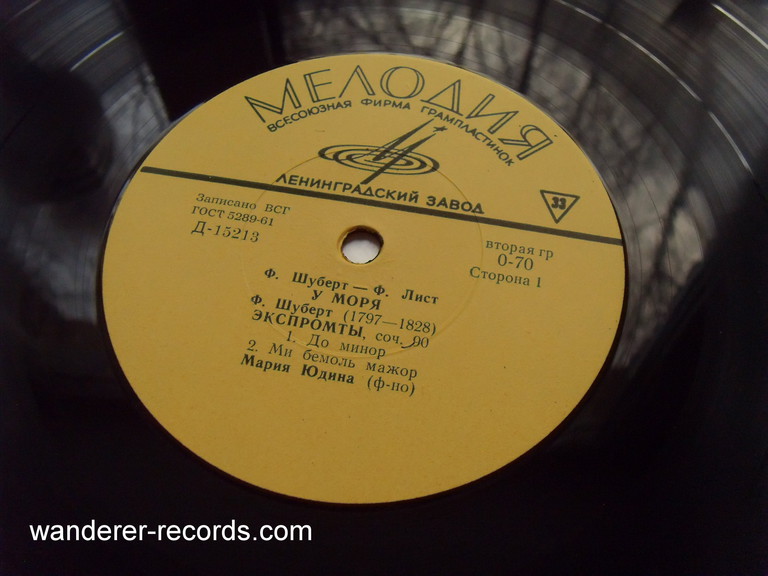 МЕЛОДИЯ
ВСЕСОЮЗНАЯ ФИРМА ГРАМПЛАСТИНОК
ЛЕНИНГРАДСКИЙ ЗАВОД
33
Записано ВСГ
ГОСТ 5289-61
Д-15213
вторая гр
0-70
Сторона 1
Ф. Шуберт — Ф. Лист
У МОРЯ
Ф. Шуберт (1797—1828)
ЭКСПРОМТЫ, соч. 90
1. До минор
2. Ми бемоль мажор
Мария Юдина (ф-но)
wanderer-records.com